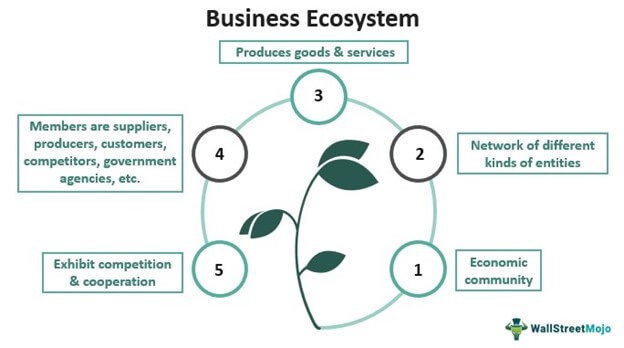 Business Ecosystem
Produces goods & services
3
Members are suppliers,
producers, customers,
competitors, government
agencies, etc.
4
2
Network of different
kinds of entities
Exhibit competition
& cooperation
5
1
Economic
community
WallStreetMojo